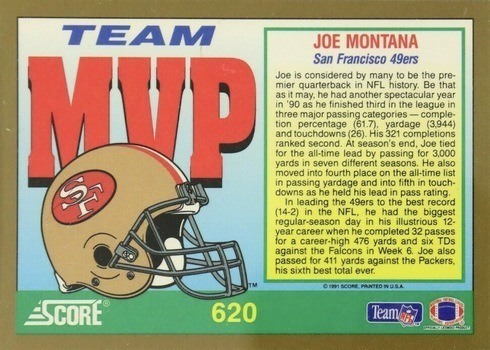 TEAM
MVP
SF
™
SCORE®
620
JOE MONTANA
San Francisco 49ers
Joe is considered by many to be the pre-
mier quarterback in NFL history. Be that
as it may, he had another spectacular year
in '90 as he finished third in the league in
three major passing categories — com-
pletion percentage (61.7), yardage (3,944)
and touchdowns (26). His 321 completions
ranked second. At season's end, Joe tied
for the all-time lead by passing for 3,000
yards in seven different seasons. He also
moved into fourth place on the all-time list
in passing yardage and into fifth in touch-
downs as he held his lead in pass rating.
In leading the 49ers to the best record
(14-2) in the NFL, he had the biggest
regular-season day in his illustrious 12-
year career when he completed 32 passes
for a career-high 476 yards and six TDs
against the Falcons in Week 6. Joe also
passed for 411 yards against the Packers,
his sixth best total ever.
© 1991 SCORE, PRINTED IN U.S.A.
Team NFL